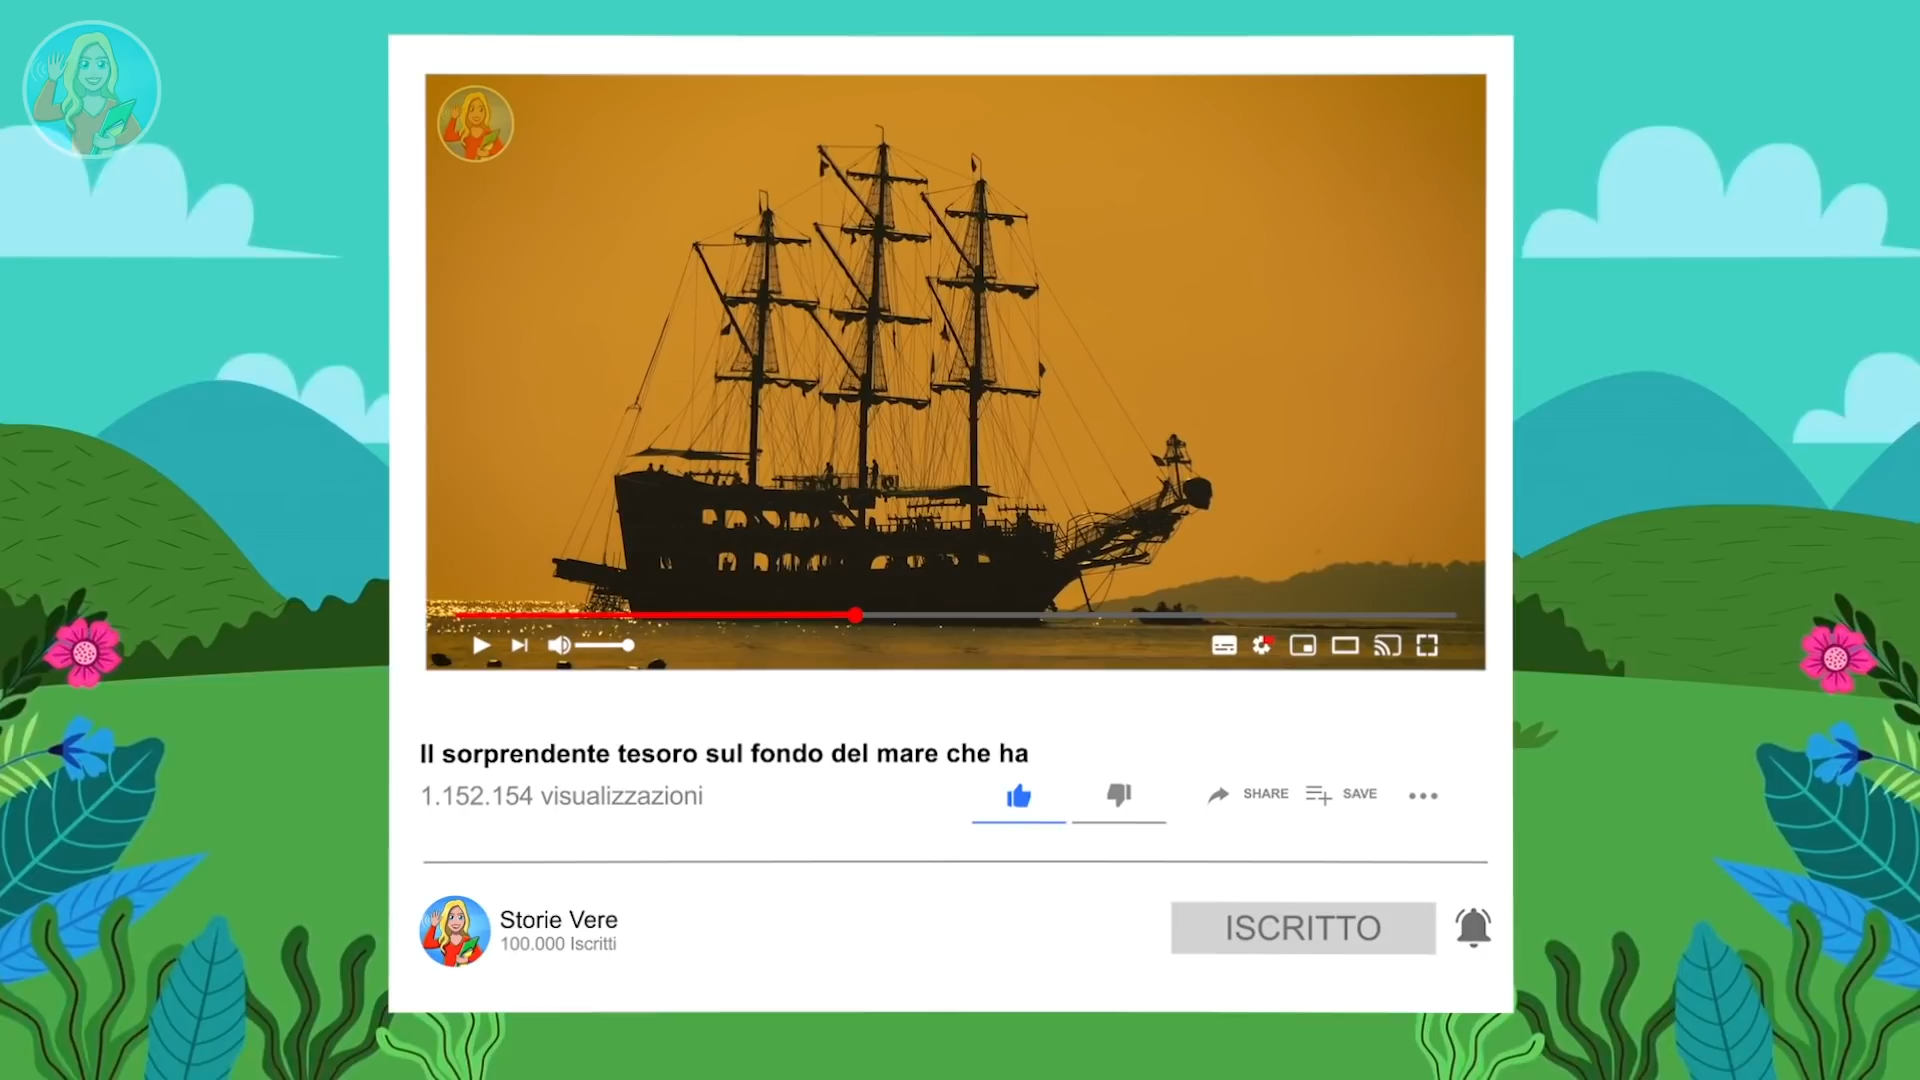 Il sorprendente tesoro sul fondo del mare che ha
1.152.154 visualizzazioni
SHARE
SAVE
Storie Vere
100.000 Iscritti
ISCRITTO